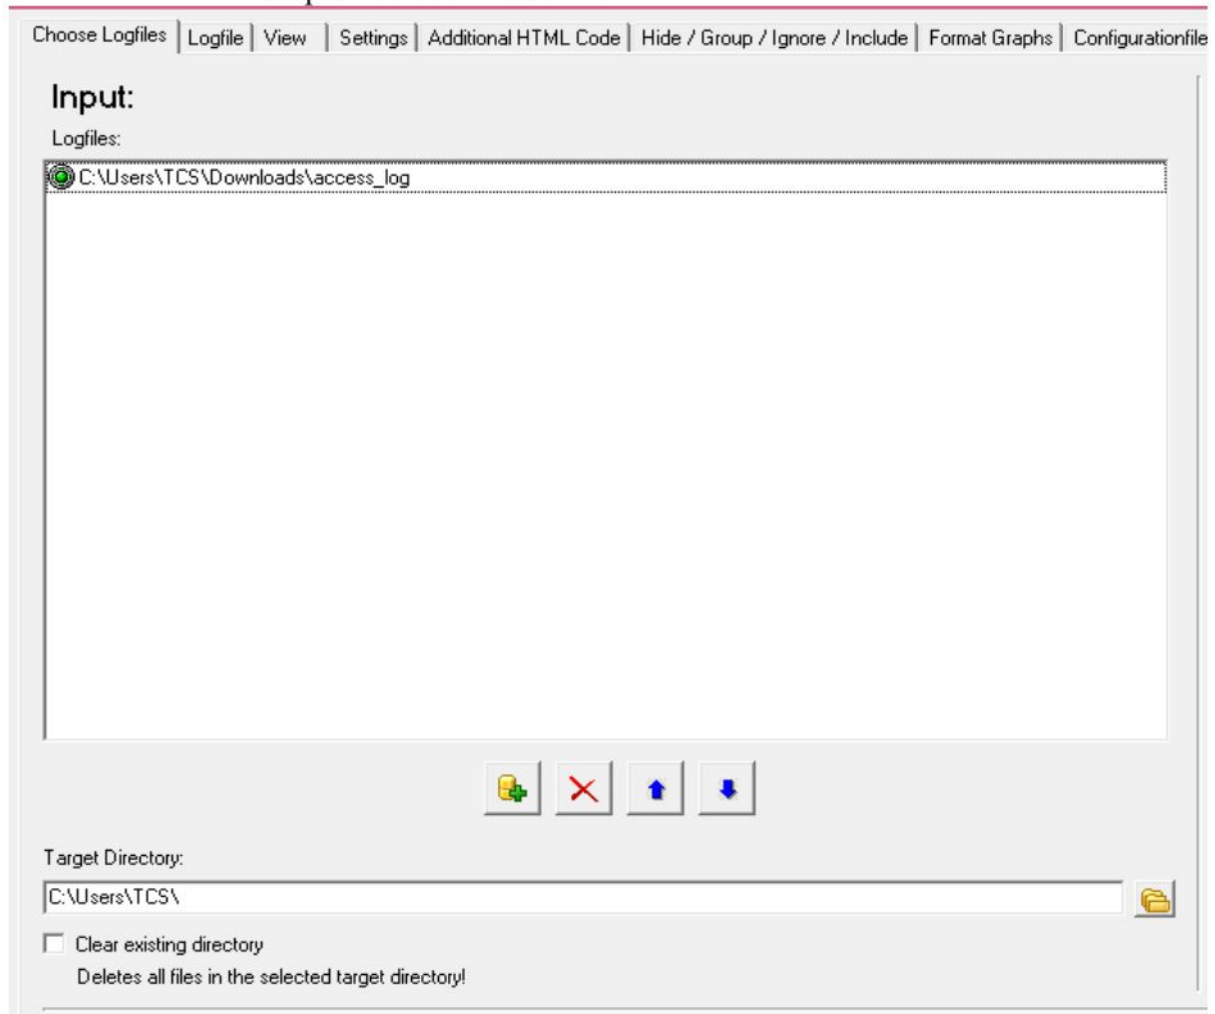 Choose Logfiles Logfile View Settings Additional HTML Code Hide / Group / Ignore / Include Format Graphs Configurationfile
Input:
Logfiles:
C:\Users\TCS\Downloads\access_log
Target Directory:
C:\Users\TCS\
Clear existing directory
Deletes all files in the selected target directory!